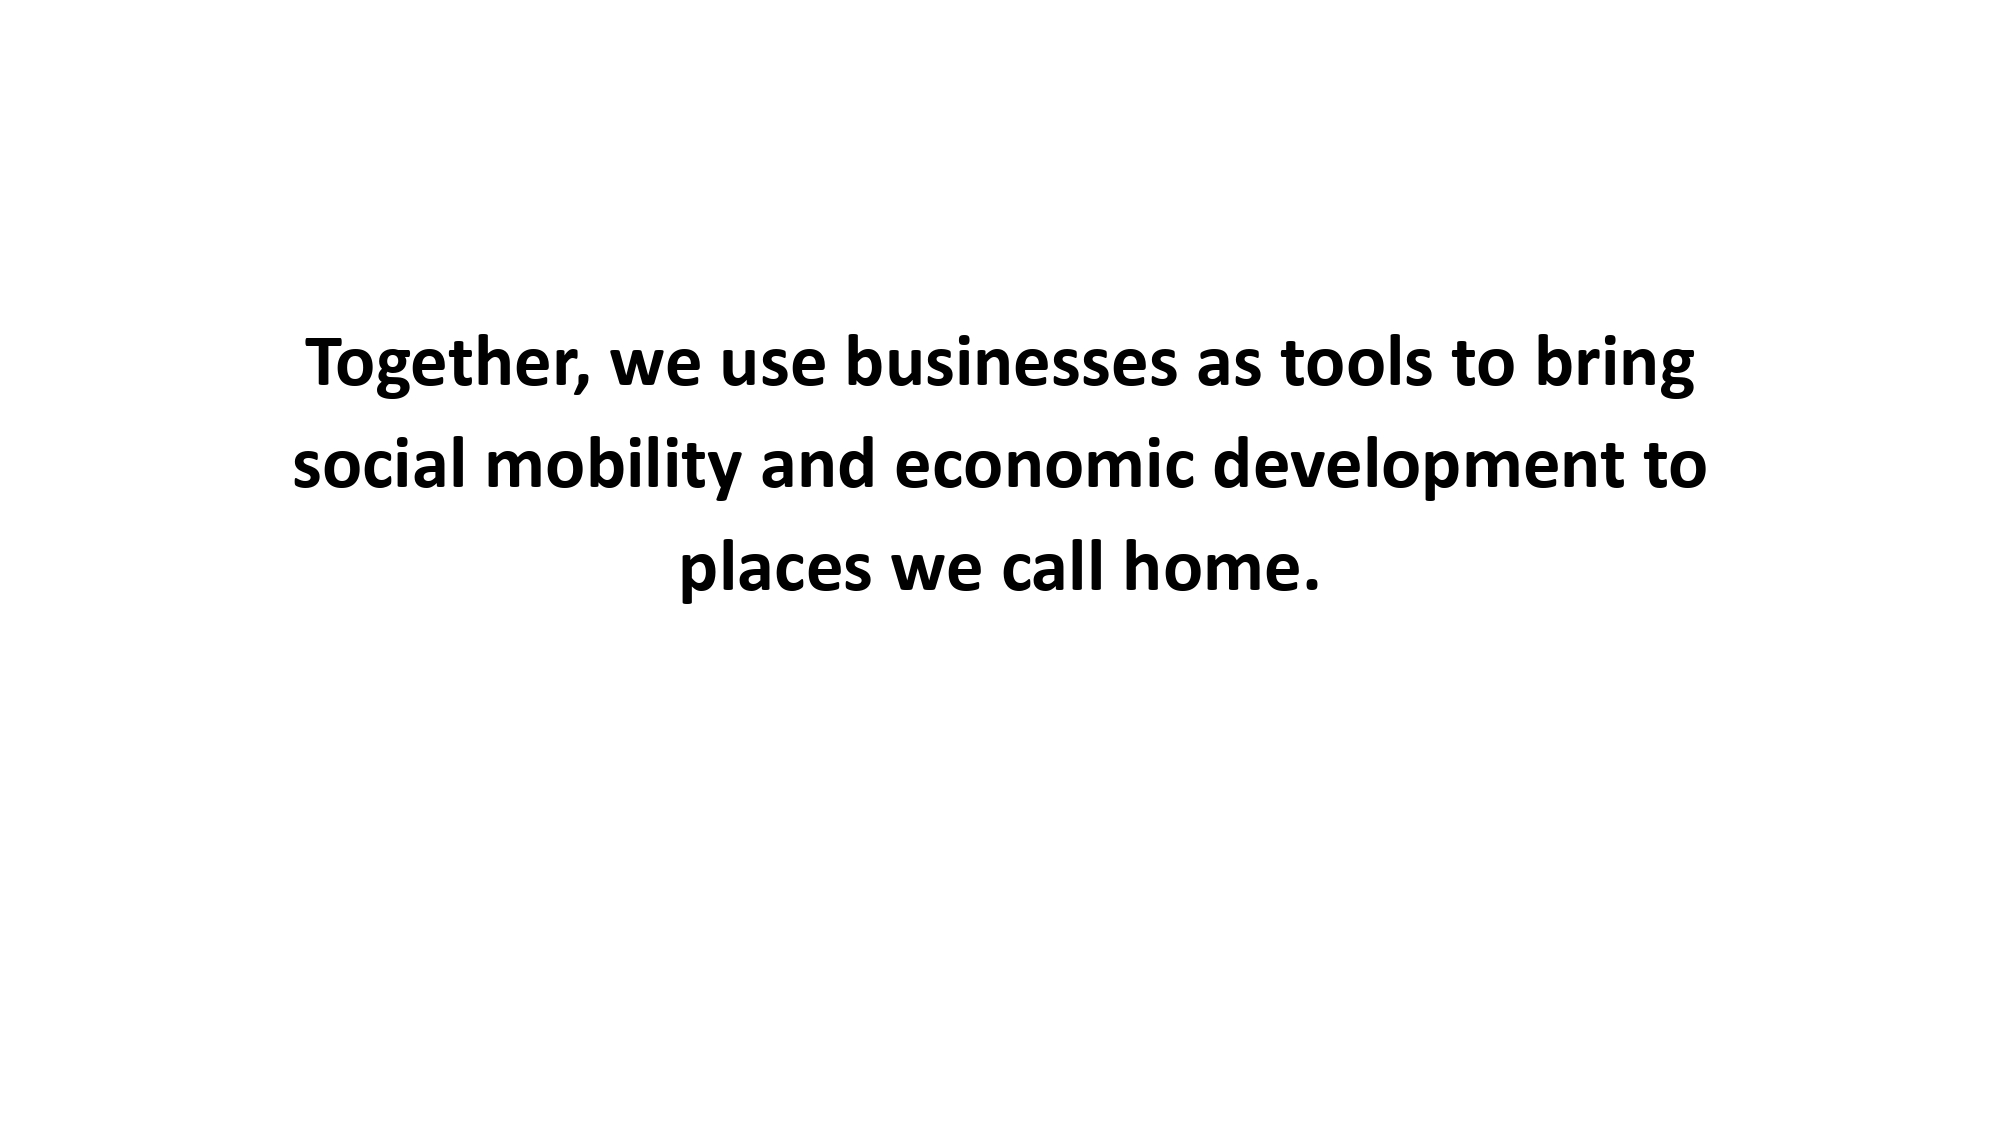 Together, we use businesses as tools to bring
social mobility and economic development to
places we call home.